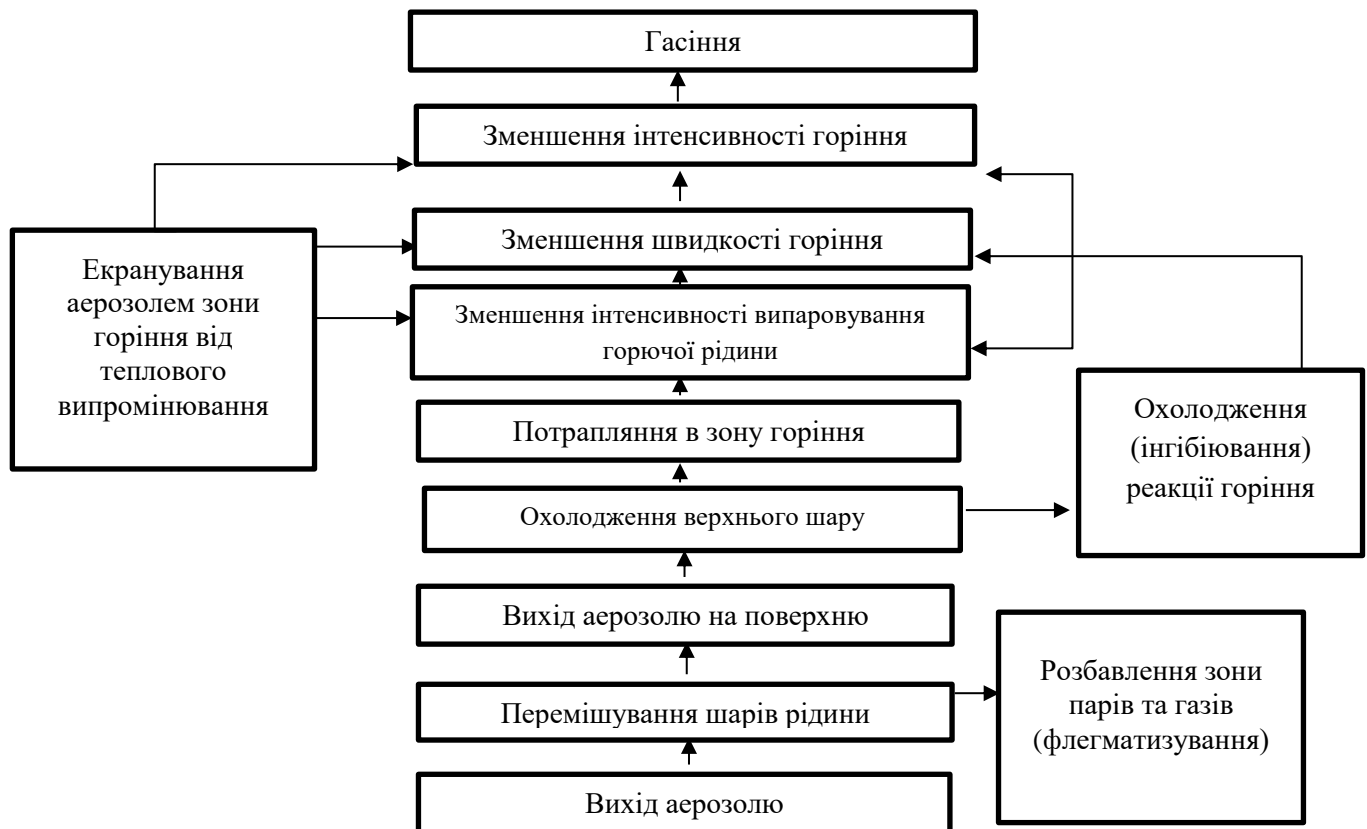 Гасіння
Зменшення інтенсивності горіння
Зменшення швидкості горіння
Екранування
аерозолем зони
горіння від
теплового
випромінювання
Зменшення інтенсивності випаровування
горючої рідини
Потрапляння в зону горіння
Охолодження
(інгібіювання)
реакції горіння
Охолодження верхнього шару
Вихід аерозолю на поверхню
Розбавлення зони
парів та газів
(флегматизування)
Перемішування шарів рідини
Вихід аерозолю